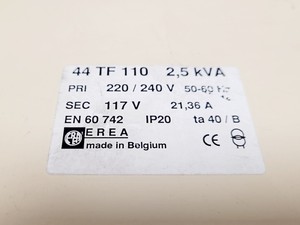 44 TF 110 2,5 kVA
PRI 220 / 240 V 50-60 Hz
SEC 117 V 21,36 A
EN 60 742 IP20 ta 40 / B
EREA
made in Belgium